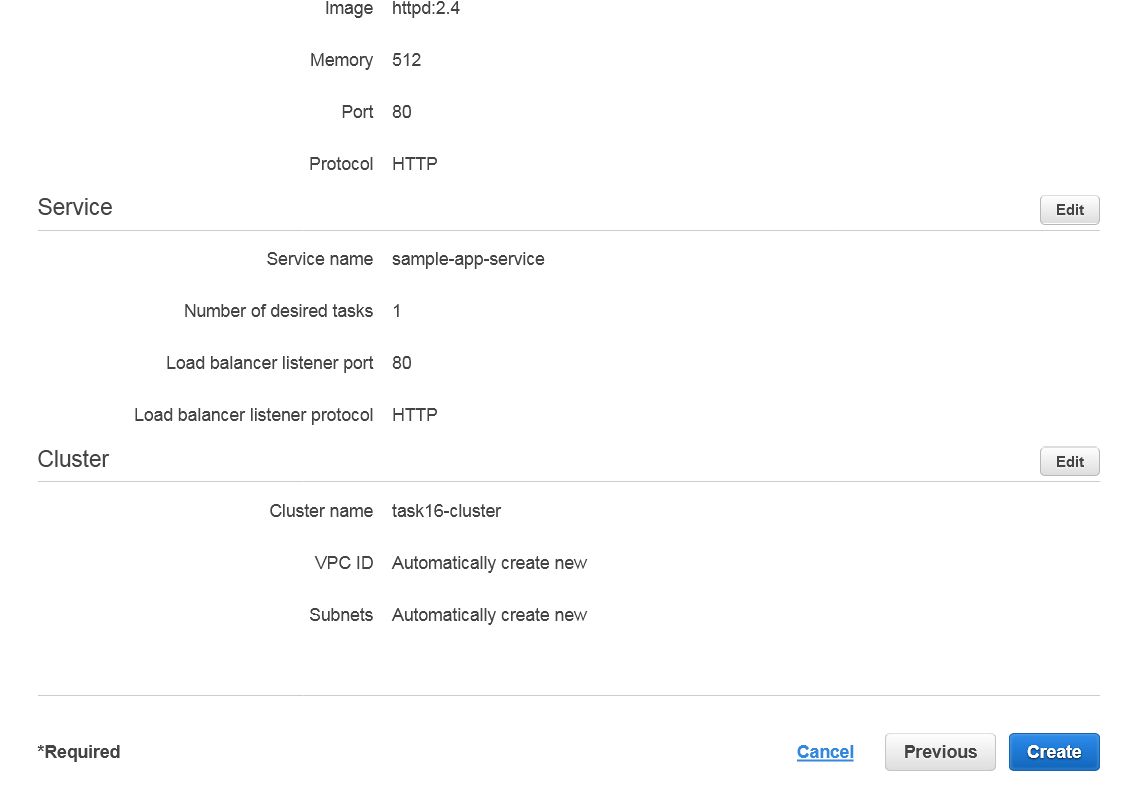 Image httpd:2.4
Memory 512
Port 80
Protocol HTTP
Service Edit
Service name sample-app-service
Number of desired tasks 1
Load balancer listener port 80
Load balancer listener protocol HTTP
Cluster Edit
Cluster name task16-cluster
VPC ID Automatically create new
Subnets Automatically create new
*Required Cancel Previous Create